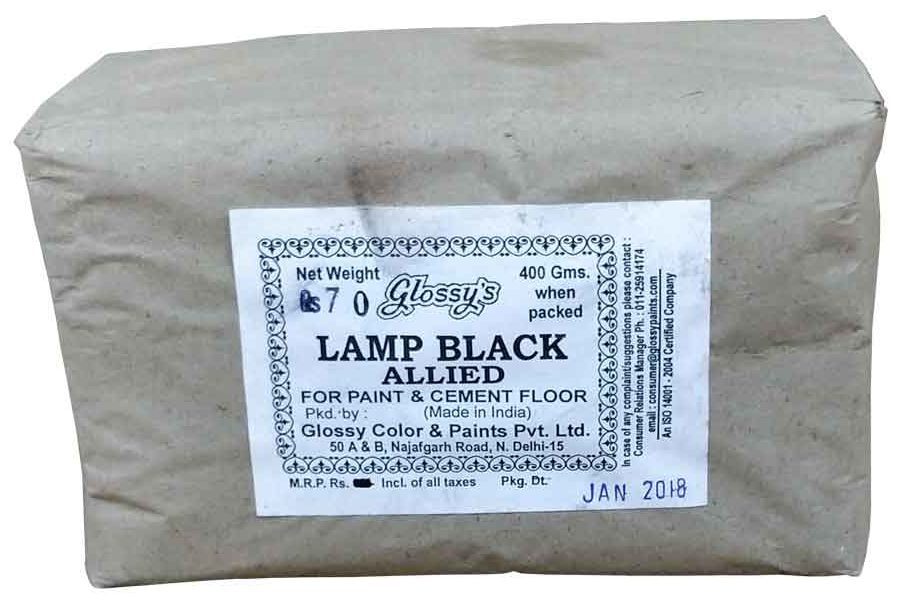 Net Weight
Rs 70
Glossy's
400 Gms.
when
packed
LAMP BLACK
ALLIED
FOR PAINT & CEMENT FLOOR
Pkd. by : (Made in India)
Glossy Color & Paints Pvt. Ltd.
50 A & B, Najafgarh Road, N. Delhi-15
M.R.P. Rs. Incl. of all taxes Pkg. Dt.
JAN 2018
In case of any complaint/suggestions please contact :
Consumer Relations Manager Ph. : 011-25914174
email : consumer@glossypaints.com
An ISO 14001 - 2004 Certified Company